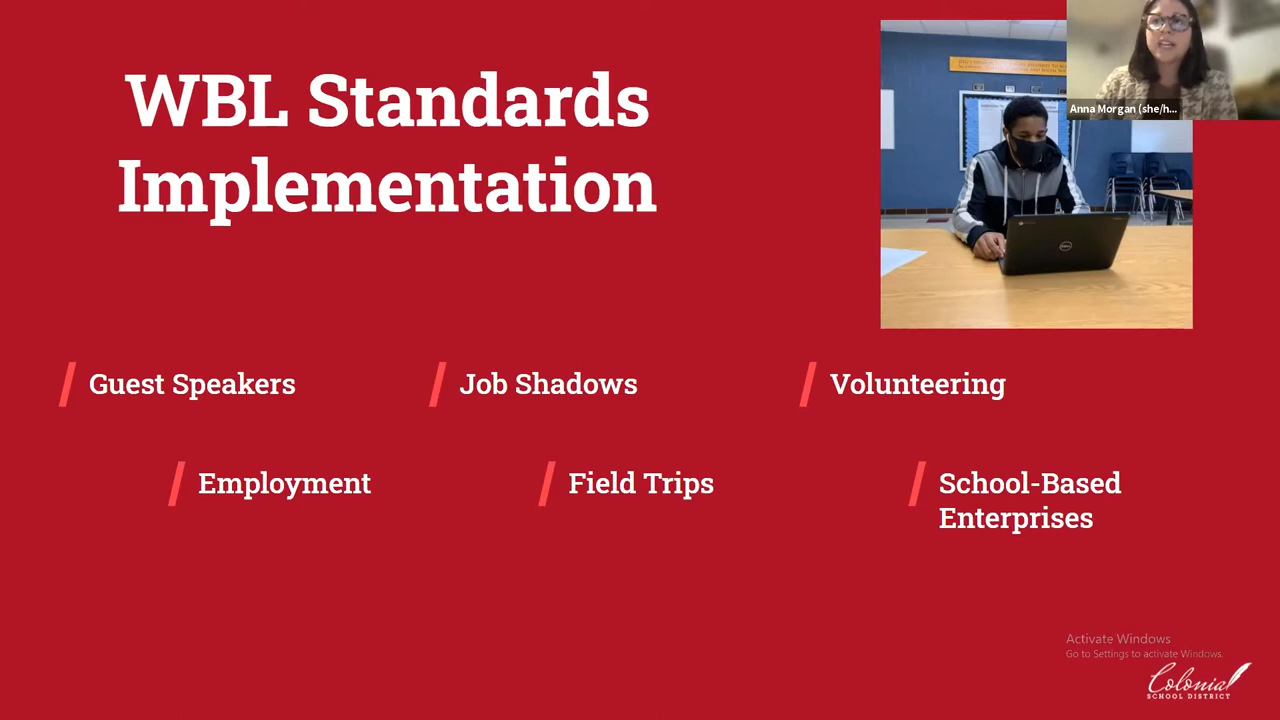 WBL Standards
Implementation
Anna Morgan (she/h...
DELL
Guest Speakers
Job Shadows
Volunteering
Employment
Field Trips
School-Based
Enterprises
Activate Windows
Go to Settings to activate Windows.
Colonial
SCHOOL DISTRICT